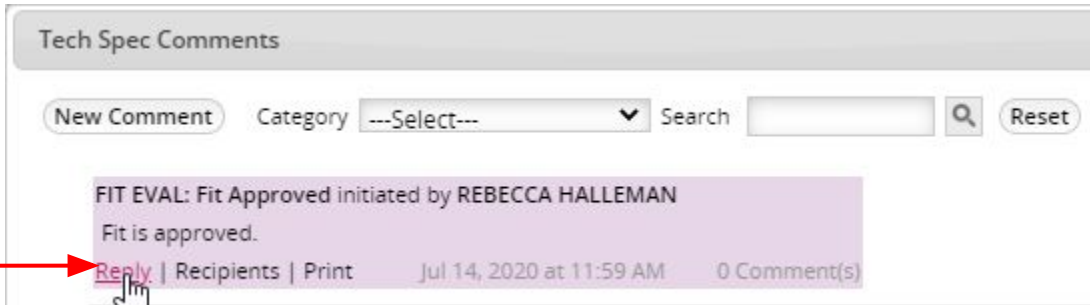 Tech Spec Comments
New Comment Category ---Select--- Search Reset
FIT EVAL: Fit Approved initiated by REBECCA HALLEMAN
Fit is approved.
Reply | Recipients | Print Jul 14, 2020 at 11:59 AM 0 Comment(s)